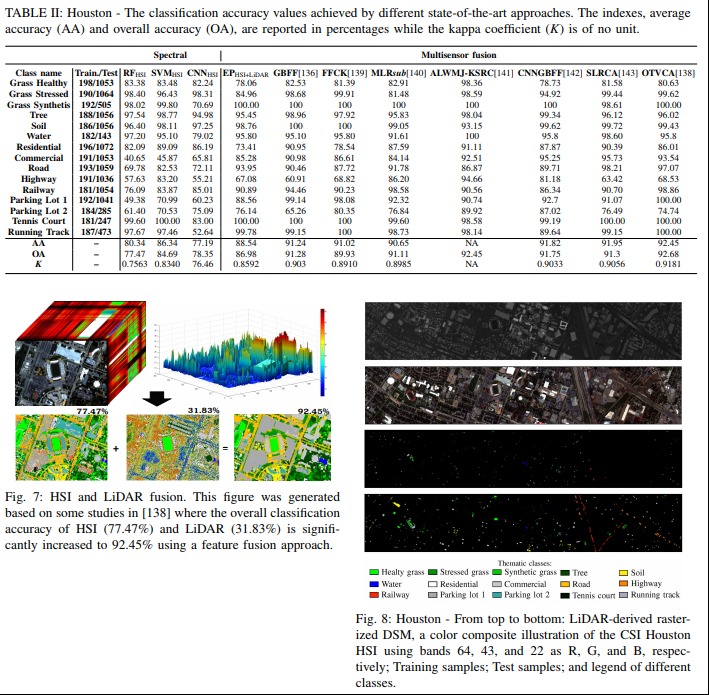 TABLE II: Houston - The classification accuracy values achieved by different state-of-the-art approaches. The indexes, average
accuracy (AA) and overall accuracy (OA), are reported in percentages while the kappa coefficient (K) is of no unit.
Spectral Multisensor fusion
Class name Train./Test RFHSI SVMHSI CNNHSI EPHSI+LiDAR GBFF[136] FFCK[139] MLRsub[140] ALWMJ-KSRC[141] CNNGBFF[142] SLRCA[143] OTVCA[138]
Grass Healthy 198/1053 83.38 83.48 82.24 78.06 82.53 81.39 82.91 98.36 78.73 81.58 80.63
Grass Stressed 190/1064 98.40 96.43 98.31 84.96 98.68 99.91 81.48 98.59 94.92 99.44 99.62
Grass Synthetic 192/505 98.02 99.80 70.69 100.00 100 100 100 100 100 98.61 100.00
Tree 188/1056 97.54 98.77 94.98 95.45 98.96 97.92 95.83 98.04 99.34 96.12 96.02
Soil 186/1056 96.40 98.11 97.25 98.76 100 100 99.05 93.15 99.62 99.72 99.43
Water 182/143 97.20 95.10 79.02 95.80 95.10 95.80 91.61 100 95.8 98.60 95.8
Residential 196/1072 82.09 89.09 86.19 73.41 90.95 78.54 87.59 91.11 87.87 90.39 86.01
Commercial 191/1053 40.65 45.87 65.81 85.28 90.98 86.61 84.14 92.51 95.25 95.73 93.54
Road 193/1059 69.78 82.53 72.11 93.95 90.46 87.72 91.78 86.87 89.71 98.21 97.07
Highway 191/1036 57.63 83.20 55.21 67.08 60.91 68.82 86.20 94.66 81.18 63.42 68.53
Railway 181/1054 76.09 83.87 85.01 90.89 94.46 90.23 98.58 90.56 86.34 90.70 98.86
Parking Lot 1 192/1041 49.38 70.99 60.23 88.56 99.14 98.08 92.32 90.74 92.7 91.07 100.00
Parking Lot 2 184/285 61.40 70.53 75.09 76.14 65.26 80.35 76.84 89.92 87.02 76.49 74.74
Tennis Court 181/247 99.60 100.00 83.00 100.00 100 100 99.60 98.58 99.19 100.00 100.00
Running Track 187/473 97.67 97.46 52.64 99.78 99.15 100 98.73 98.14 89.64 99.15 100.00
AA – 80.34 86.34 77.19 88.54 91.24 91.02 90.65 NA 91.82 91.95 92.45
OA – 77.47 84.69 78.35 86.98 91.28 89.93 91.11 92.45 91.75 91.3 92.68
K – 0.7563 0.8340 76.46 0.8592 0.903 0.8910 0.8985 NA 0.9033 0.9056 0.9181
77.47% 31.83% 92.45%
+ =
Fig. 7: HSI and LiDAR fusion. This figure was generated
based on some studies in [138] where the overall classification
accuracy of HSI (77.47%) and LiDAR (31.83%) is signifi-
cantly increased to 92.45% using a feature fusion approach.
Thematic classes:
Healty grass Stressed grass Synthetic grass Tree Soil
Water Residential Commercial Road Highway
Railway Parking lot 1 Parking lot 2 Tennis court Running track
Fig. 8: Houston - From top to bottom: LiDAR-derived raster-
ized DSM, a color composite illustration of the CSI Houston
HSI using bands 64, 43, and 22 as R, G, and B, respec-
tively; Training samples; Test samples; and legend of different
classes.